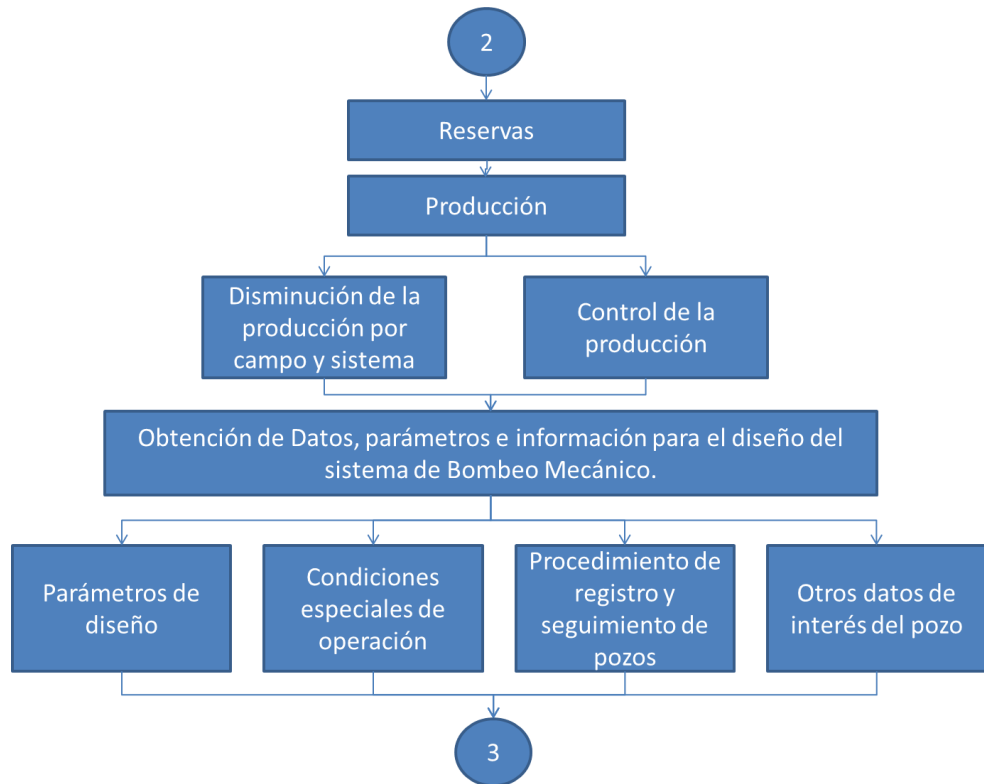 2
Reservas
Producción
Disminución de la
producción por
campo y sistema
Control de la
producción
Obtención de Datos, parámetros e información para el diseño del
sistema de Bombeo Mecánico.
Parámetros de
diseño
Condiciones
especiales de
operación
Procedimiento de
registro y
seguimiento de
pozos
Otros datos de
interés del pozo
3